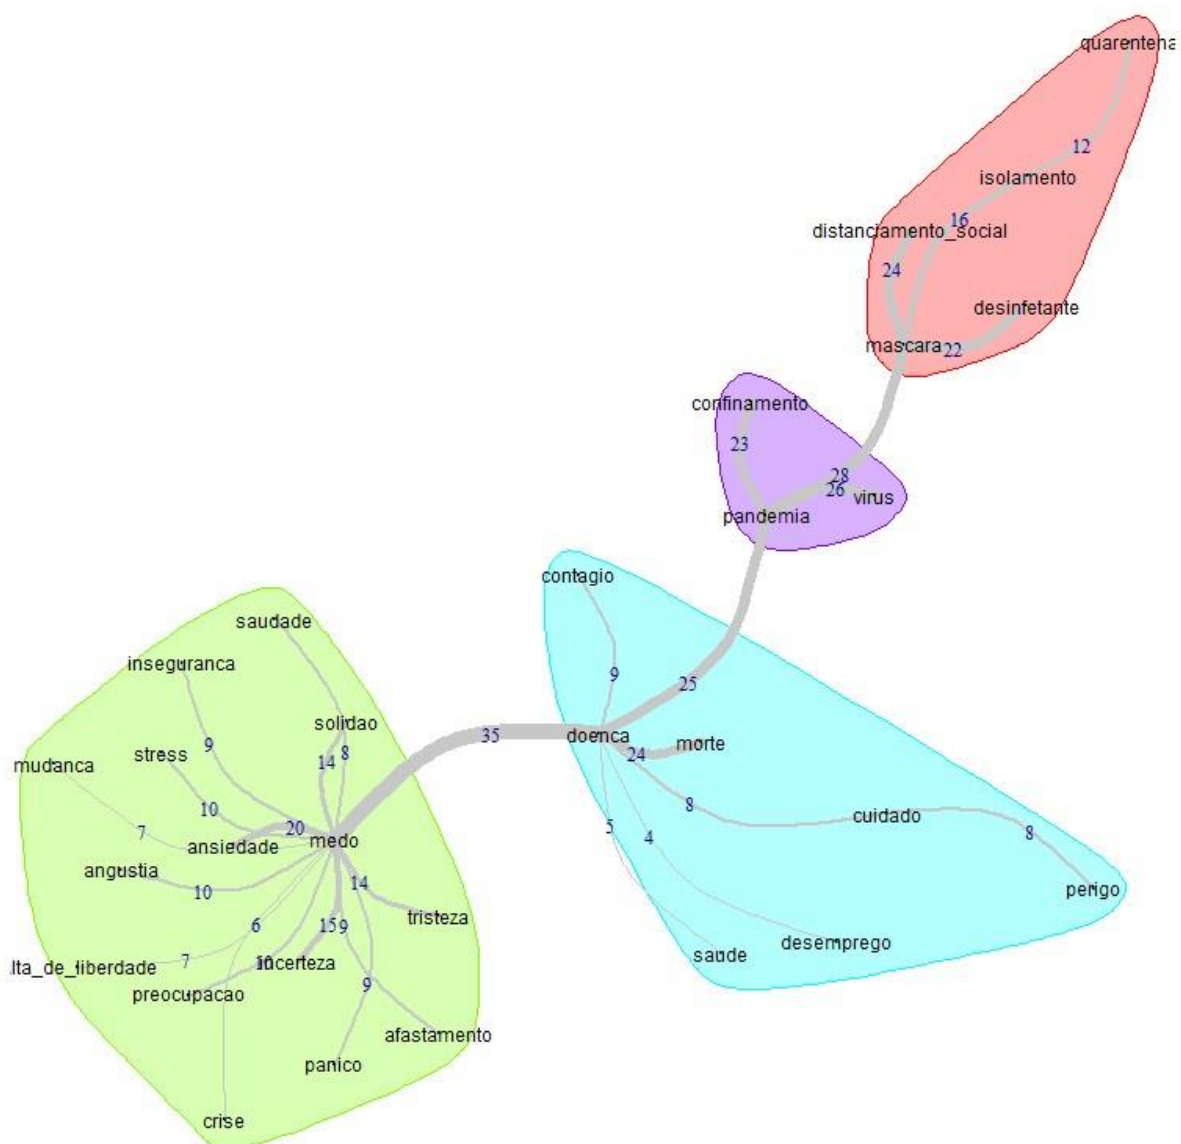 quarentena
12
isolamento
16
distanciamento_social
24
desinfetante
mascara
22
confinamento
23
28
26
virus
pandemia
contagio
9
25
doenca
morte
24
35
8
cuidado
8
perigo
5
4
desemprego
saude
saudade
inseguranca
solidao
9
stress
14
8
mudanca
10
20
7
ansiedade
medo
angustia
10
14
tristeza
6
15
9
lta_de_liberdade
7
10
incerteza
preocupacao
9
afastamento
panico
crise